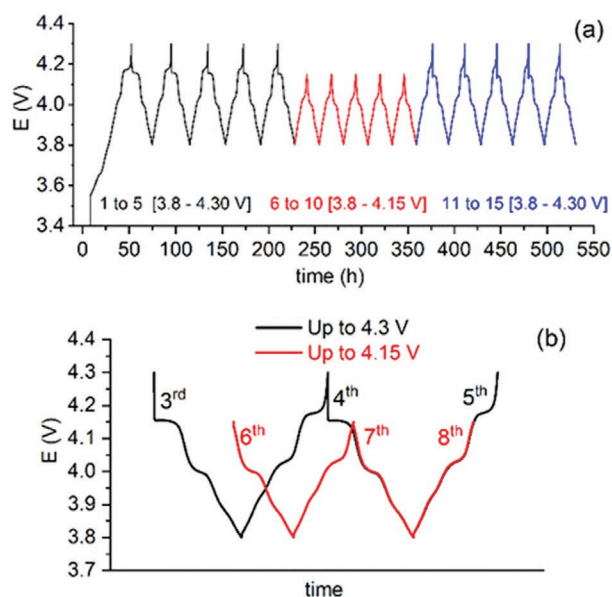 (a)
4.4
4.2
4.0
3.8
3.6
3.4
E (V)
1 to 5 [3.8 - 4.30 V] 6 to 10 [3.8 - 4.15 V] 11 to 15 [3.8 - 4.30 V]
0 50 100 150 200 250 300 350 400 450 500 550
time (h)
Up to 4.3 V
Up to 4.15 V
(b)
4.4
4.3
4.2
4.1
4.0
3.9
3.8
3.7
E (V)
3rd 4th 5th
6th 7th 8th
time